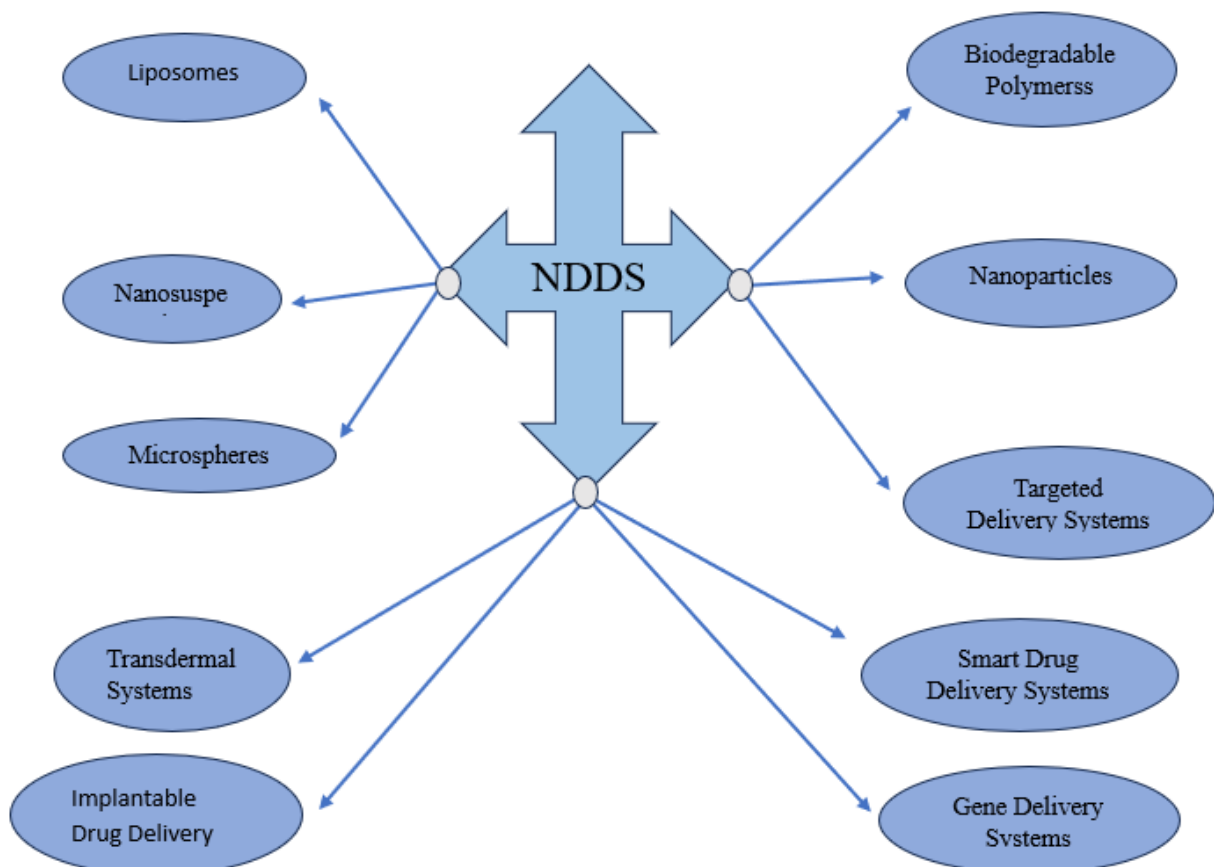 Liposomes
Biodegradable
Polymerss
NDDS
Nanosuspe
Nanoparticles
Microspheres
Targeted
Delivery Systems
Transdermal
Systems
Smart Drug
Delivery Systems
Implantable
Drug Delivery
Gene Delivery
Systems